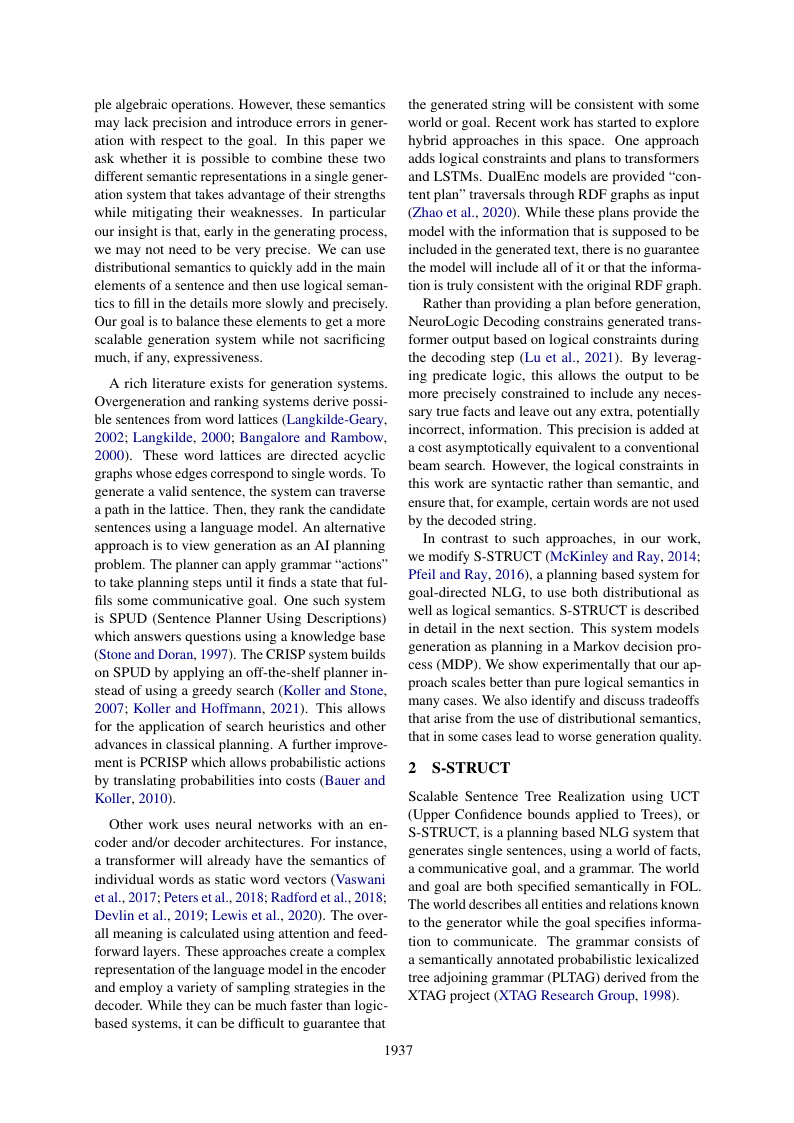 ple algebraic operations. However, these semantics
may lack precision and introduce errors in gener-
ation with respect to the goal. In this paper we
ask whether it is possible to combine these two
different semantic representations in a single gener-
ation system that takes advantage of their strengths
while mitigating their weaknesses. In particular
our insight is that, early in the generating process,
we may not need to be very precise. We can use
distributional semantics to quickly add in the main
elements of a sentence and then use logical seman-
tics to fill in the details more slowly and precisely.
Our goal is to balance these elements to get a more
scalable generation system while not sacrificing
much, if any, expressiveness.
A rich literature exists for generation systems.
Overgeneration and ranking systems derive possi-
ble sentences from word lattices (Langkilde-Geary,
2002; Langkilde, 2000; Bangalore and Rambow,
2000). These word lattices are directed acyclic
graphs whose edges correspond to single words. To
generate a valid sentence, the system can traverse
a path in the lattice. Then, they rank the candidate
sentences using a language model. An alternative
approach is to view generation as an AI planning
problem. The planner can apply grammar “actions”
to take planning steps until it finds a state that ful-
fils some communicative goal. One such system
is SPUD (Sentence Planner Using Descriptions)
which answers questions using a knowledge base
(Stone and Doran, 1997). The CRISP system builds
on SPUD by applying an off-the-shelf planner in-
stead of using a greedy search (Koller and Stone,
2007; Koller and Hoffmann, 2021). This allows
for the application of search heuristics and other
advances in classical planning. A further improve-
ment is PCRISP which allows probabilistic actions
by translating probabilities into costs (Bauer and
Koller, 2010).
Other work uses neural networks with an en-
coder and/or decoder architectures. For instance,
a transformer will already have the semantics of
individual words as static word vectors (Vaswani
et al., 2017; Peters et al., 2018; Radford et al., 2018;
Devlin et al., 2019; Lewis et al., 2020). The over-
all meaning is calculated using attention and feed-
forward layers. These approaches create a complex
representation of the language model in the encoder
and employ a variety of sampling strategies in the
decoder. While they can be much faster than logic-
based systems, it can be difficult to guarantee that
the generated string will be consistent with some
world or goal. Recent work has started to explore
hybrid approaches in this space. One approach
adds logical constraints and plans to transformers
and LSTMs. DualEnc models are provided “con-
tent plan” traversals through RDF graphs as input
(Zhao et al., 2020). While these plans provide the
model with the information that is supposed to be
included in the generated text, there is no guarantee
the model will include all of it or that the informa-
tion is truly consistent with the original RDF graph.
Rather than providing a plan before generation,
NeuroLogic Decoding constrains generated trans-
former output based on logical constraints during
the decoding step (Lu et al., 2021). By leverag-
ing predicate logic, this allows the output to be
more precisely constrained to include any neces-
sary true facts and leave out any extra, potentially
incorrect, information. This precision is added at
a cost asymptotically equivalent to a conventional
beam search. However, the logical constraints in
this work are syntactic rather than semantic, and
ensure that, for example, certain words are not used
by the decoded string.
In contrast to such approaches, in our work,
we modify S-STRUCT (McKinley and Ray, 2014;
Pfeil and Ray, 2016), a planning based system for
goal-directed NLG, to use both distributional as
well as logical semantics. S-STRUCT is described
in detail in the next section. This system models
generation as planning in a Markov decision pro-
cess (MDP). We show experimentally that our ap-
proach scales better than pure logical semantics in
many cases. We also identify and discuss tradeoffs
that arise from the use of distributional semantics,
that in some cases lead to worse generation quality.
2 S-STRUCT
Scalable Sentence Tree Realization using UCT
(Upper Confidence bounds applied to Trees), or
S-STRUCT, is a planning based NLG system that
generates single sentences, using a world of facts,
a communicative goal, and a grammar. The world
and goal are both specified semantically in FOL.
The world describes all entities and relations known
to the generator while the goal specifies informa-
tion to communicate. The grammar consists of
a semantically annotated probabilistic lexicalized
tree adjoining grammar (PLTAG) derived from the
XTAG project (XTAG Research Group, 1998).
1937